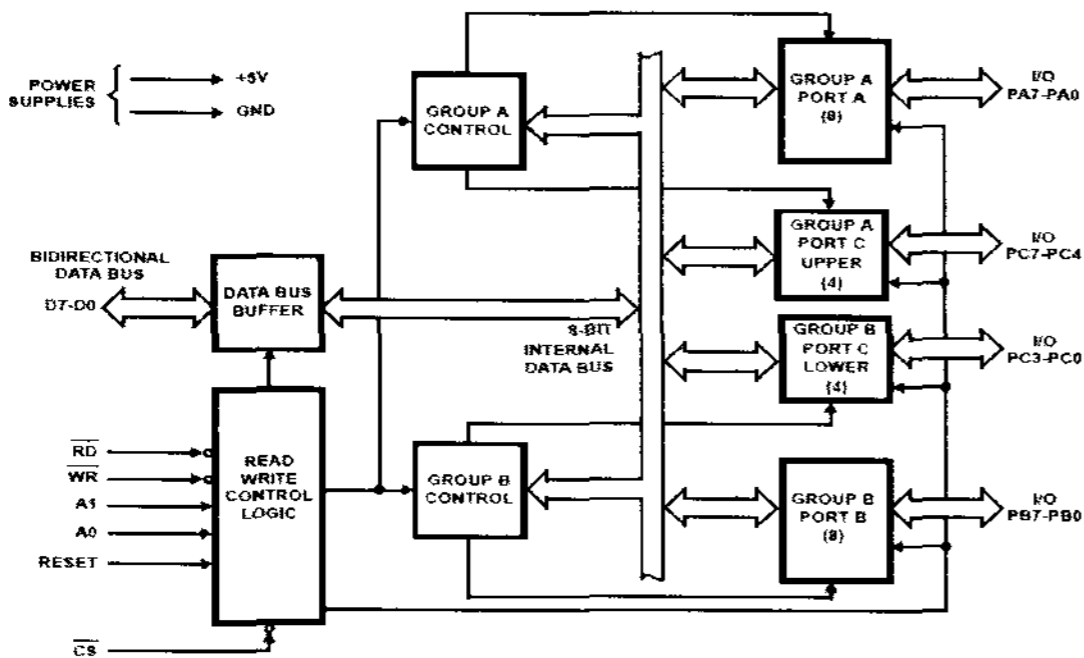 POWER
SUPPLIES
+5V
GND
GROUP A
CONTROL
GROUP A
PORT A
(8)
I/O
PA7-PA0
GROUP A
PORT C
UPPER
(4)
I/O
PC7-PC4
BIDIRECTIONAL
DATA BUS
D7-D0
DATA BUS
BUFFER
8-BIT
INTERNAL
DATA BUS
GROUP B
PORT C
LOWER
(4)
I/O
PC3-PC0
RD
WR
A1
A0
RESET
CS
READ
WRITE
CONTROL
LOGIC
GROUP B
CONTROL
GROUP B
PORT B
(8)
I/O
PB7-PB0